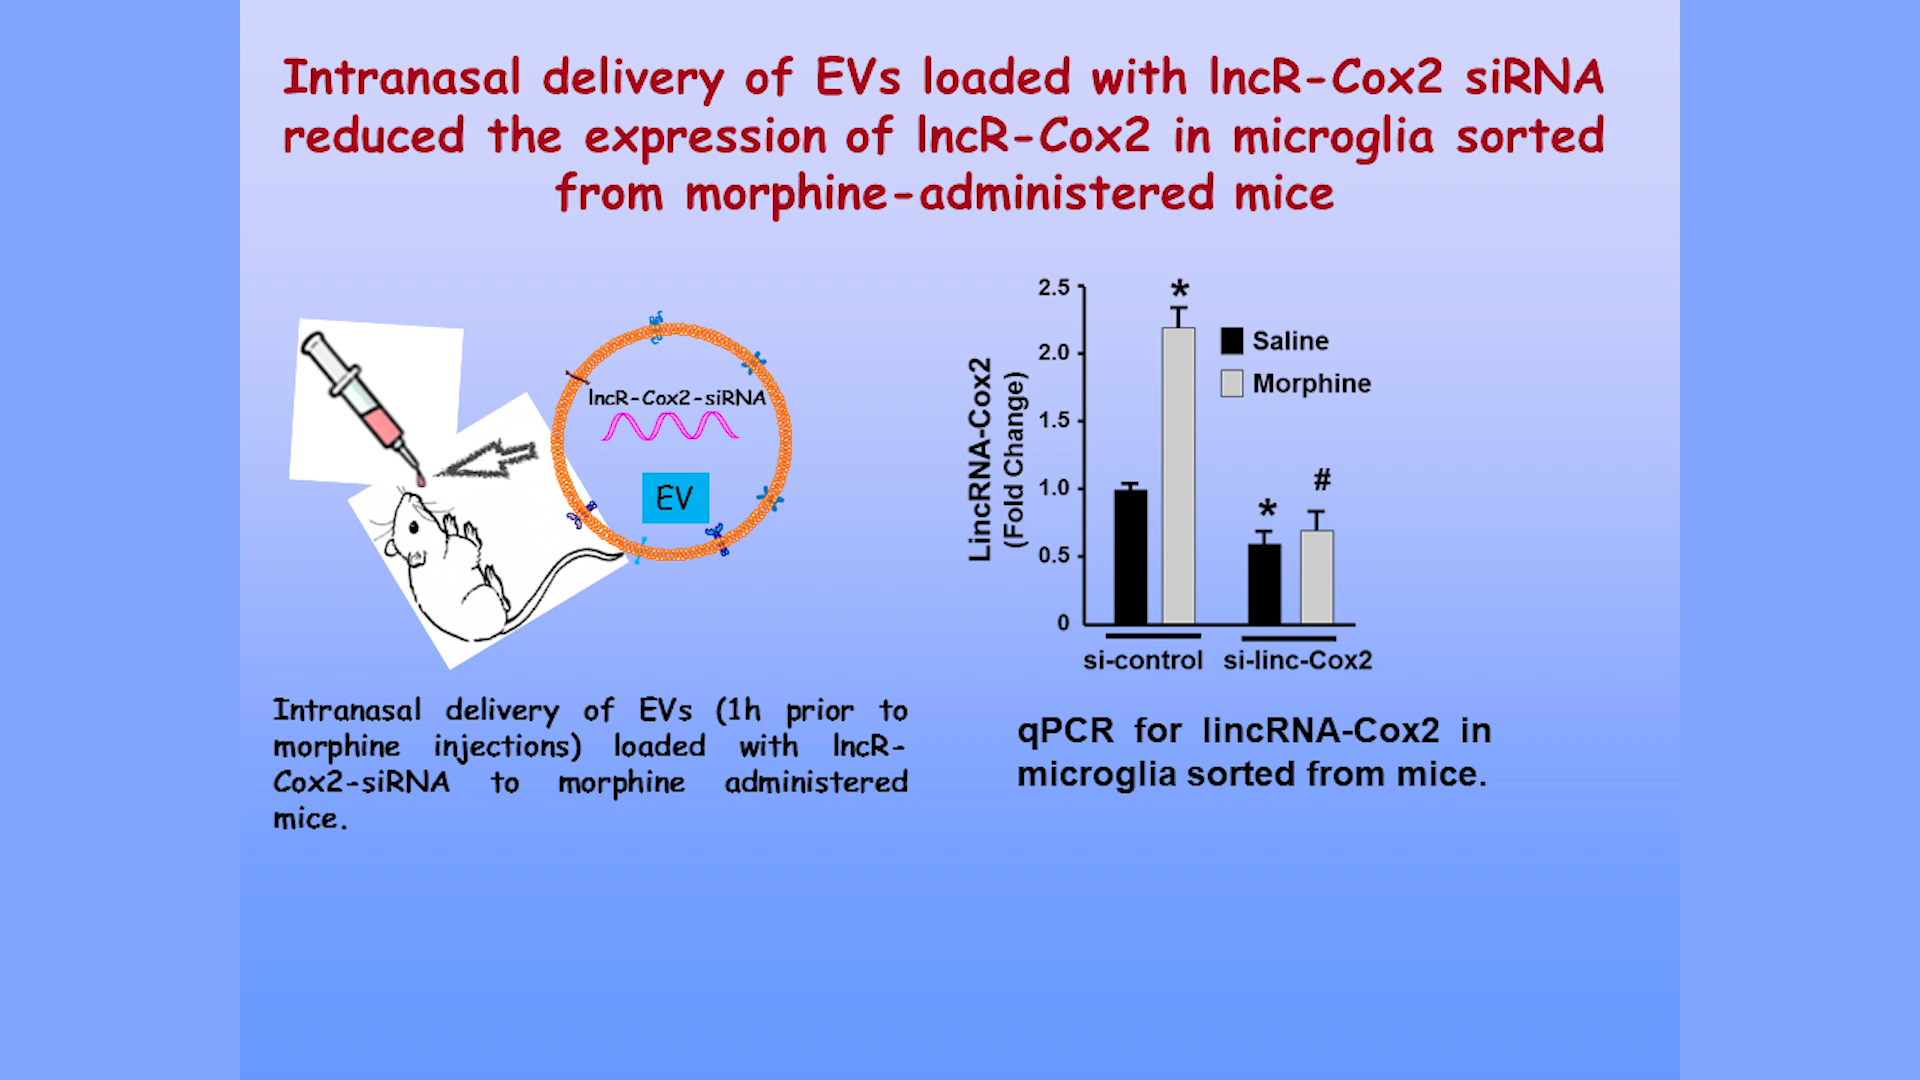 Intranasal delivery of EVs loaded with lncR-Cox2 siRNA
reduced the expression of lncR-Cox2 in microglia sorted
from morphine-administered mice
lncR-Cox2-siRNA
EV
Intranasal delivery of EVs (1h prior to
morphine injections) loaded with lncR-
Cox2-siRNA to morphine administered
mice.
LincRNA-Cox2
(Fold Change)
2.5
2.0
1.5
1.0
0.5
0
*
*
#
Saline
Morphine
si-control
si-linc-Cox2
qPCR for lincRNA-Cox2 in
microglia sorted from mice.